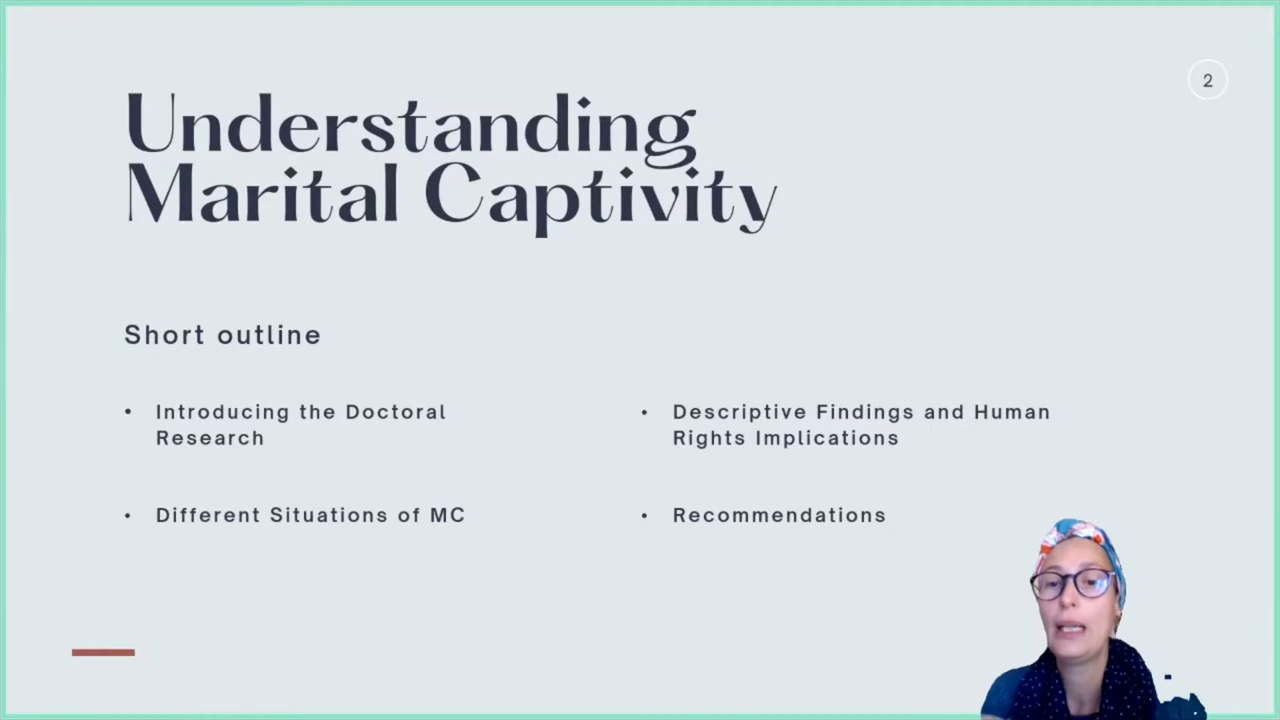 2
Understanding
Marital Captivity
Short outline
• Introducing the Doctoral
Research
• Different Situations of MC
• Descriptive Findings and Human
Rights Implications
• Recommendations